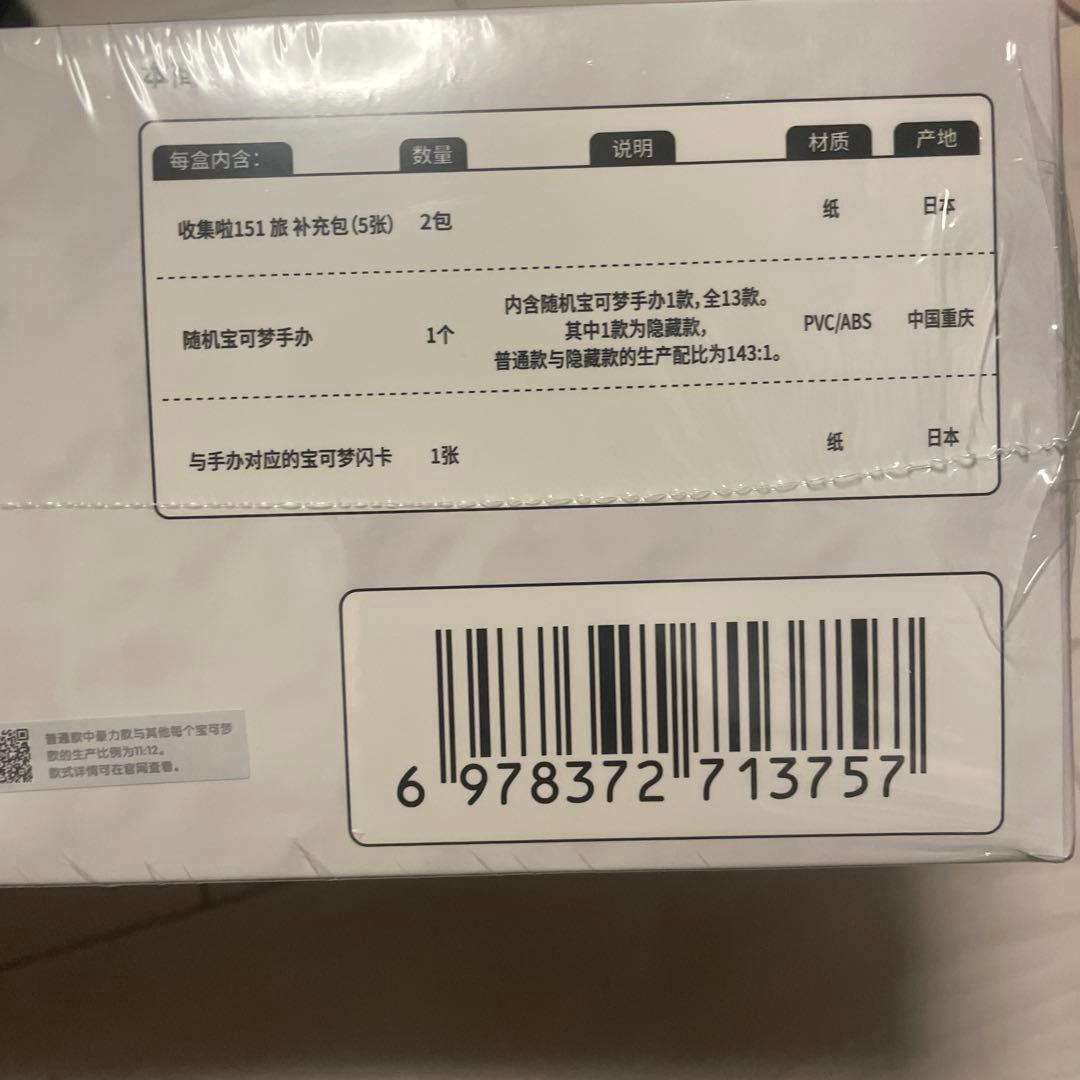 每盒内含： 数量 说明 材质 产地
收集啦151 旅 补充包(5张) 2包 纸 日本
随机宝可梦手办 1个 内含随机宝可梦手办1款,全13款。
其中1款为隐藏款,
普通款与隐藏款的生产配比为143:1。
PVC/ABS 中国重庆
与手办对应的宝可梦闪卡 1张 纸 日本
普通款中豪力款与其他每个宝可梦
款的生产比例为11:12。
款式详情可在官网查看。
6 978372 713757